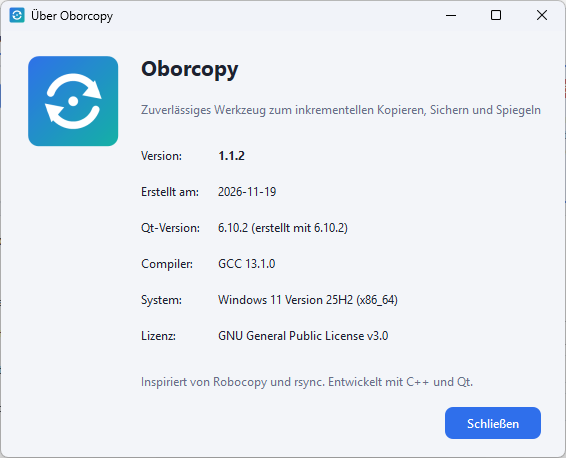 Über Oborcopy
Oborcopy
Zuverlässiges Werkzeug zum inkrementellen Kopieren, Sichern und Spiegeln
Version: 1.1.2
Erstellt am: 2026-11-19
Qt-Version: 6.10.2 (erstellt mit 6.10.2)
Compiler: GCC 13.1.0
System: Windows 11 Version 25H2 (x86_64)
Lizenz: GNU General Public License v3.0
Inspiriert von Robocopy und rsync. Entwickelt mit C++ und Qt.
Schließen